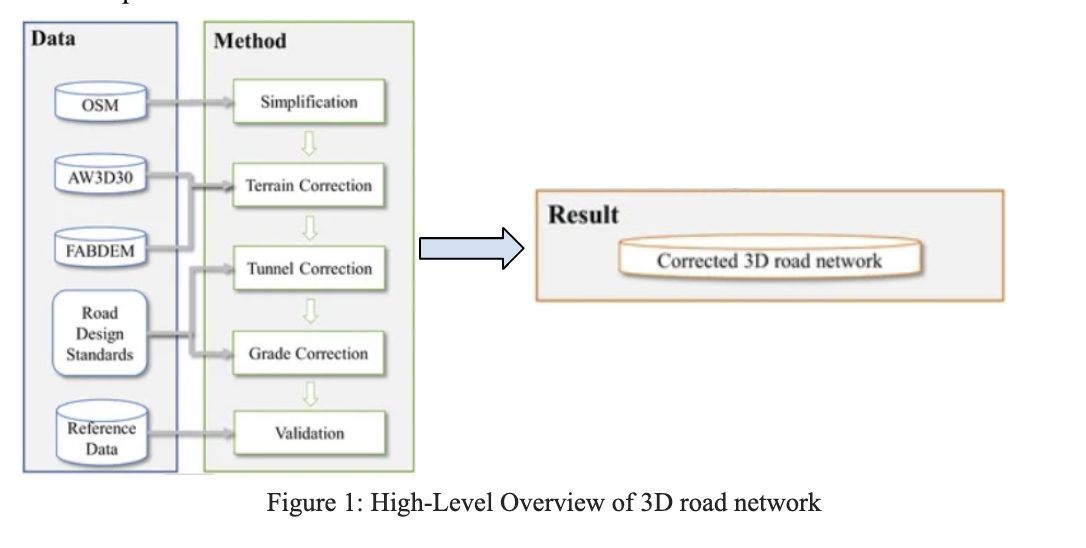 Data
OSM
AW3D30
FABDEM
Road
Design
Standards
Reference
Data
Method
Simplification
Terrain Correction
Tunnel Correction
Grade Correction
Validation
Result
Corrected 3D road network
Figure 1: High-Level Overview of 3D road network